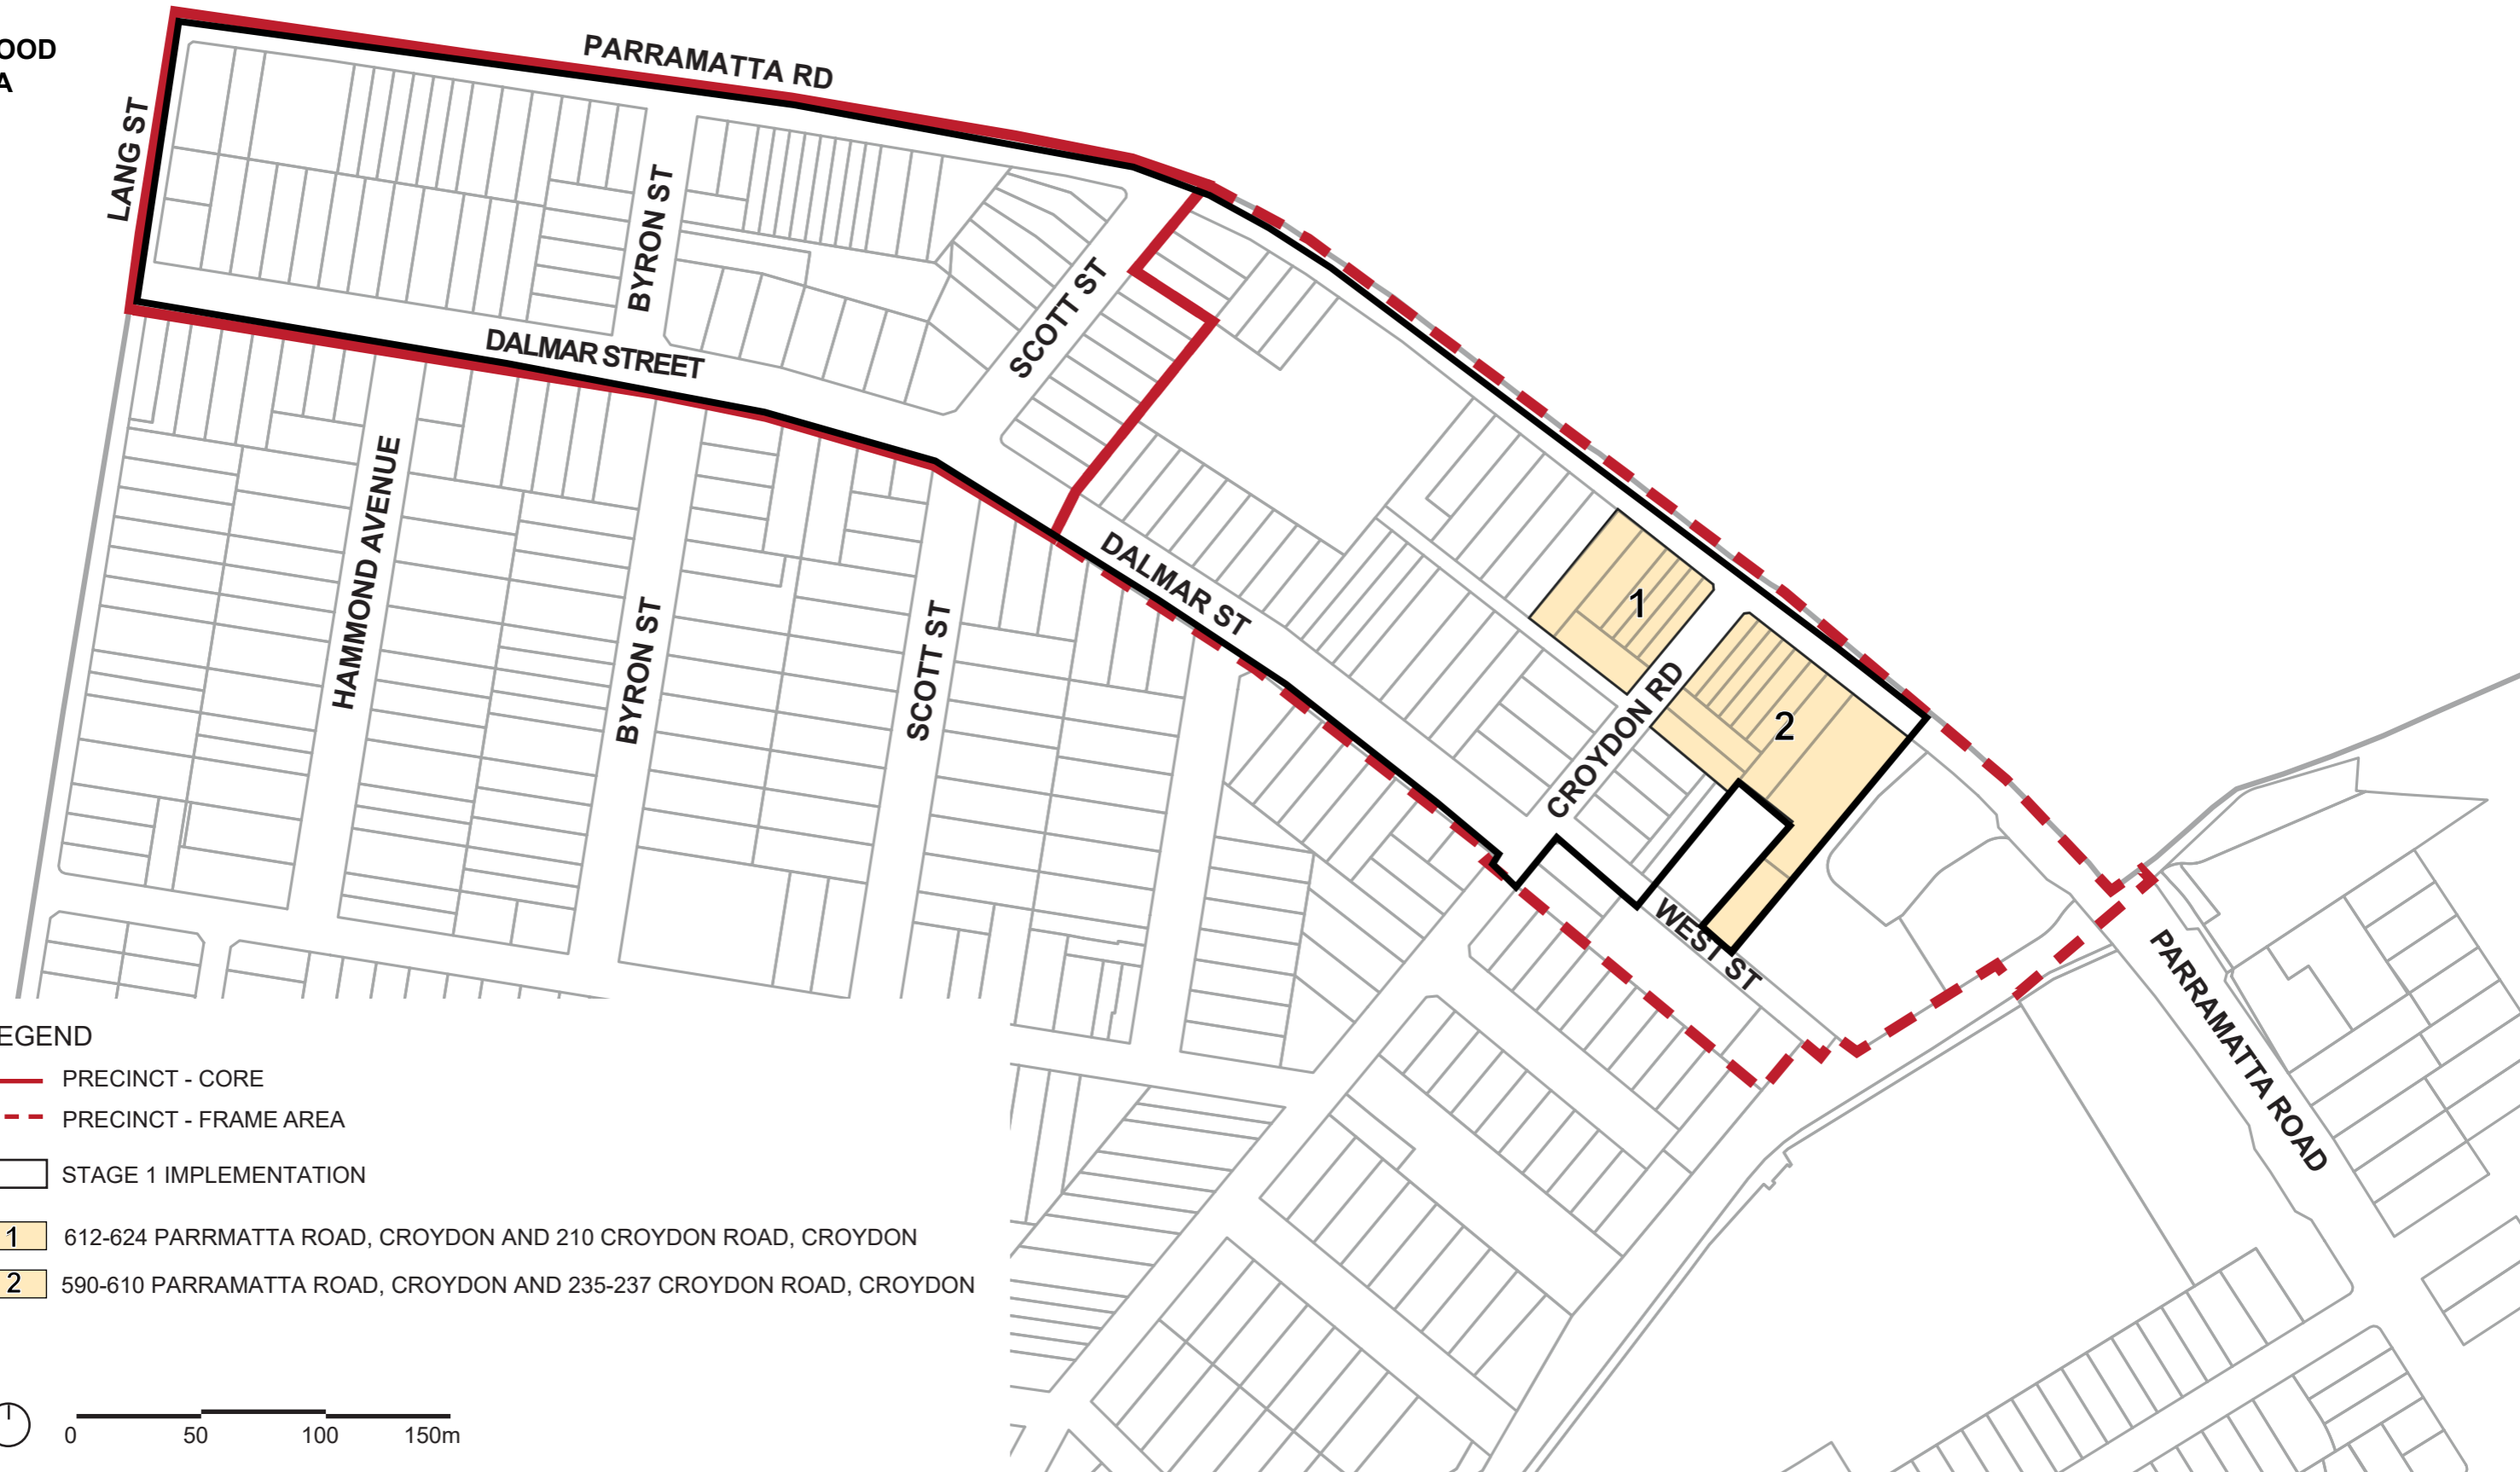 OOD
A
PARRAMATTA RD
LANG ST
BYRON ST
SCOTT ST
DALMAR STREET
HAMMOND AVENUE
DALMAR ST
BYRON ST
SCOTT ST
1
CROYDON RD
2
WEST ST
PARRAMATTA ROAD
EGEND
PRECINCT - CORE
PRECINCT - FRAME AREA
STAGE 1 IMPLEMENTATION
1 612-624 PARRMATTA ROAD, CROYDON AND 210 CROYDON ROAD, CROYDON
2 590-610 PARRAMATTA ROAD, CROYDON AND 235-237 CROYDON ROAD, CROYDON
0 50 100 150m